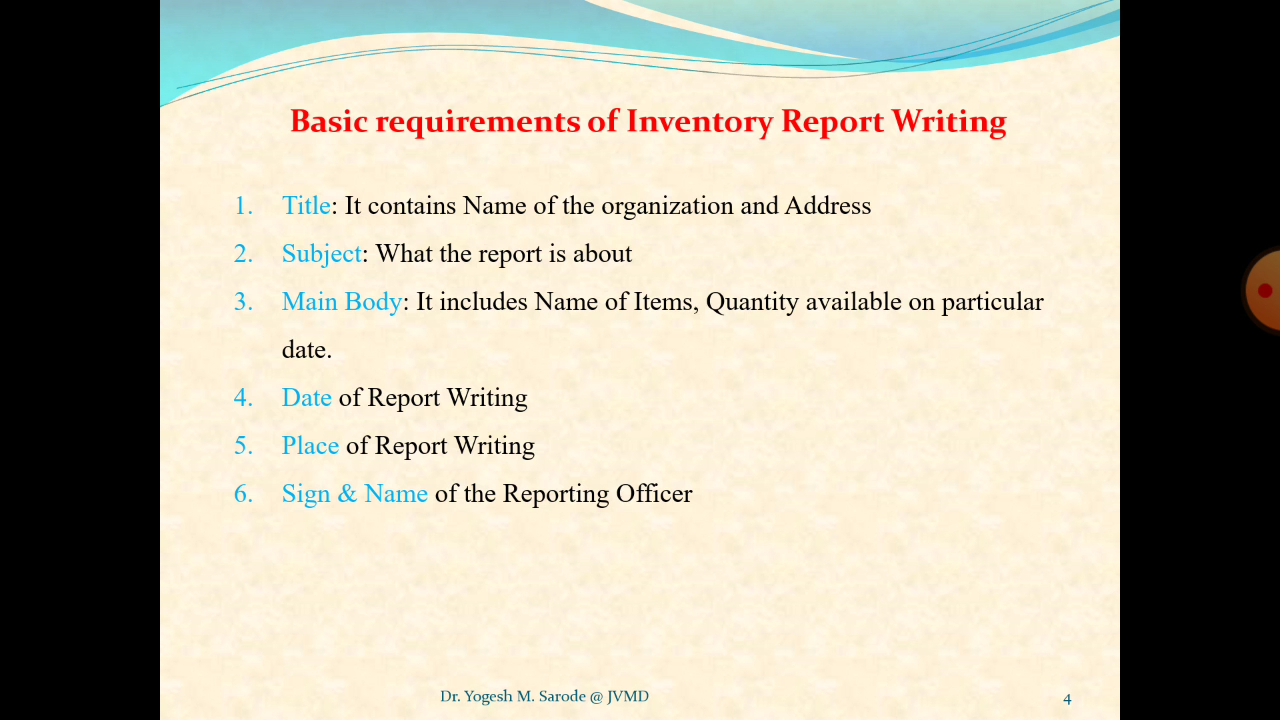 Basic requirements of Inventory Report Writing
1. Title: It contains Name of the organization and Address
2. Subject: What the report is about
3. Main Body: It includes Name of Items, Quantity available on particular
date.
4. Date of Report Writing
5. Place of Report Writing
6. Sign & Name of the Reporting Officer
Dr. Yogesh M. Sarode @ JVMD
4